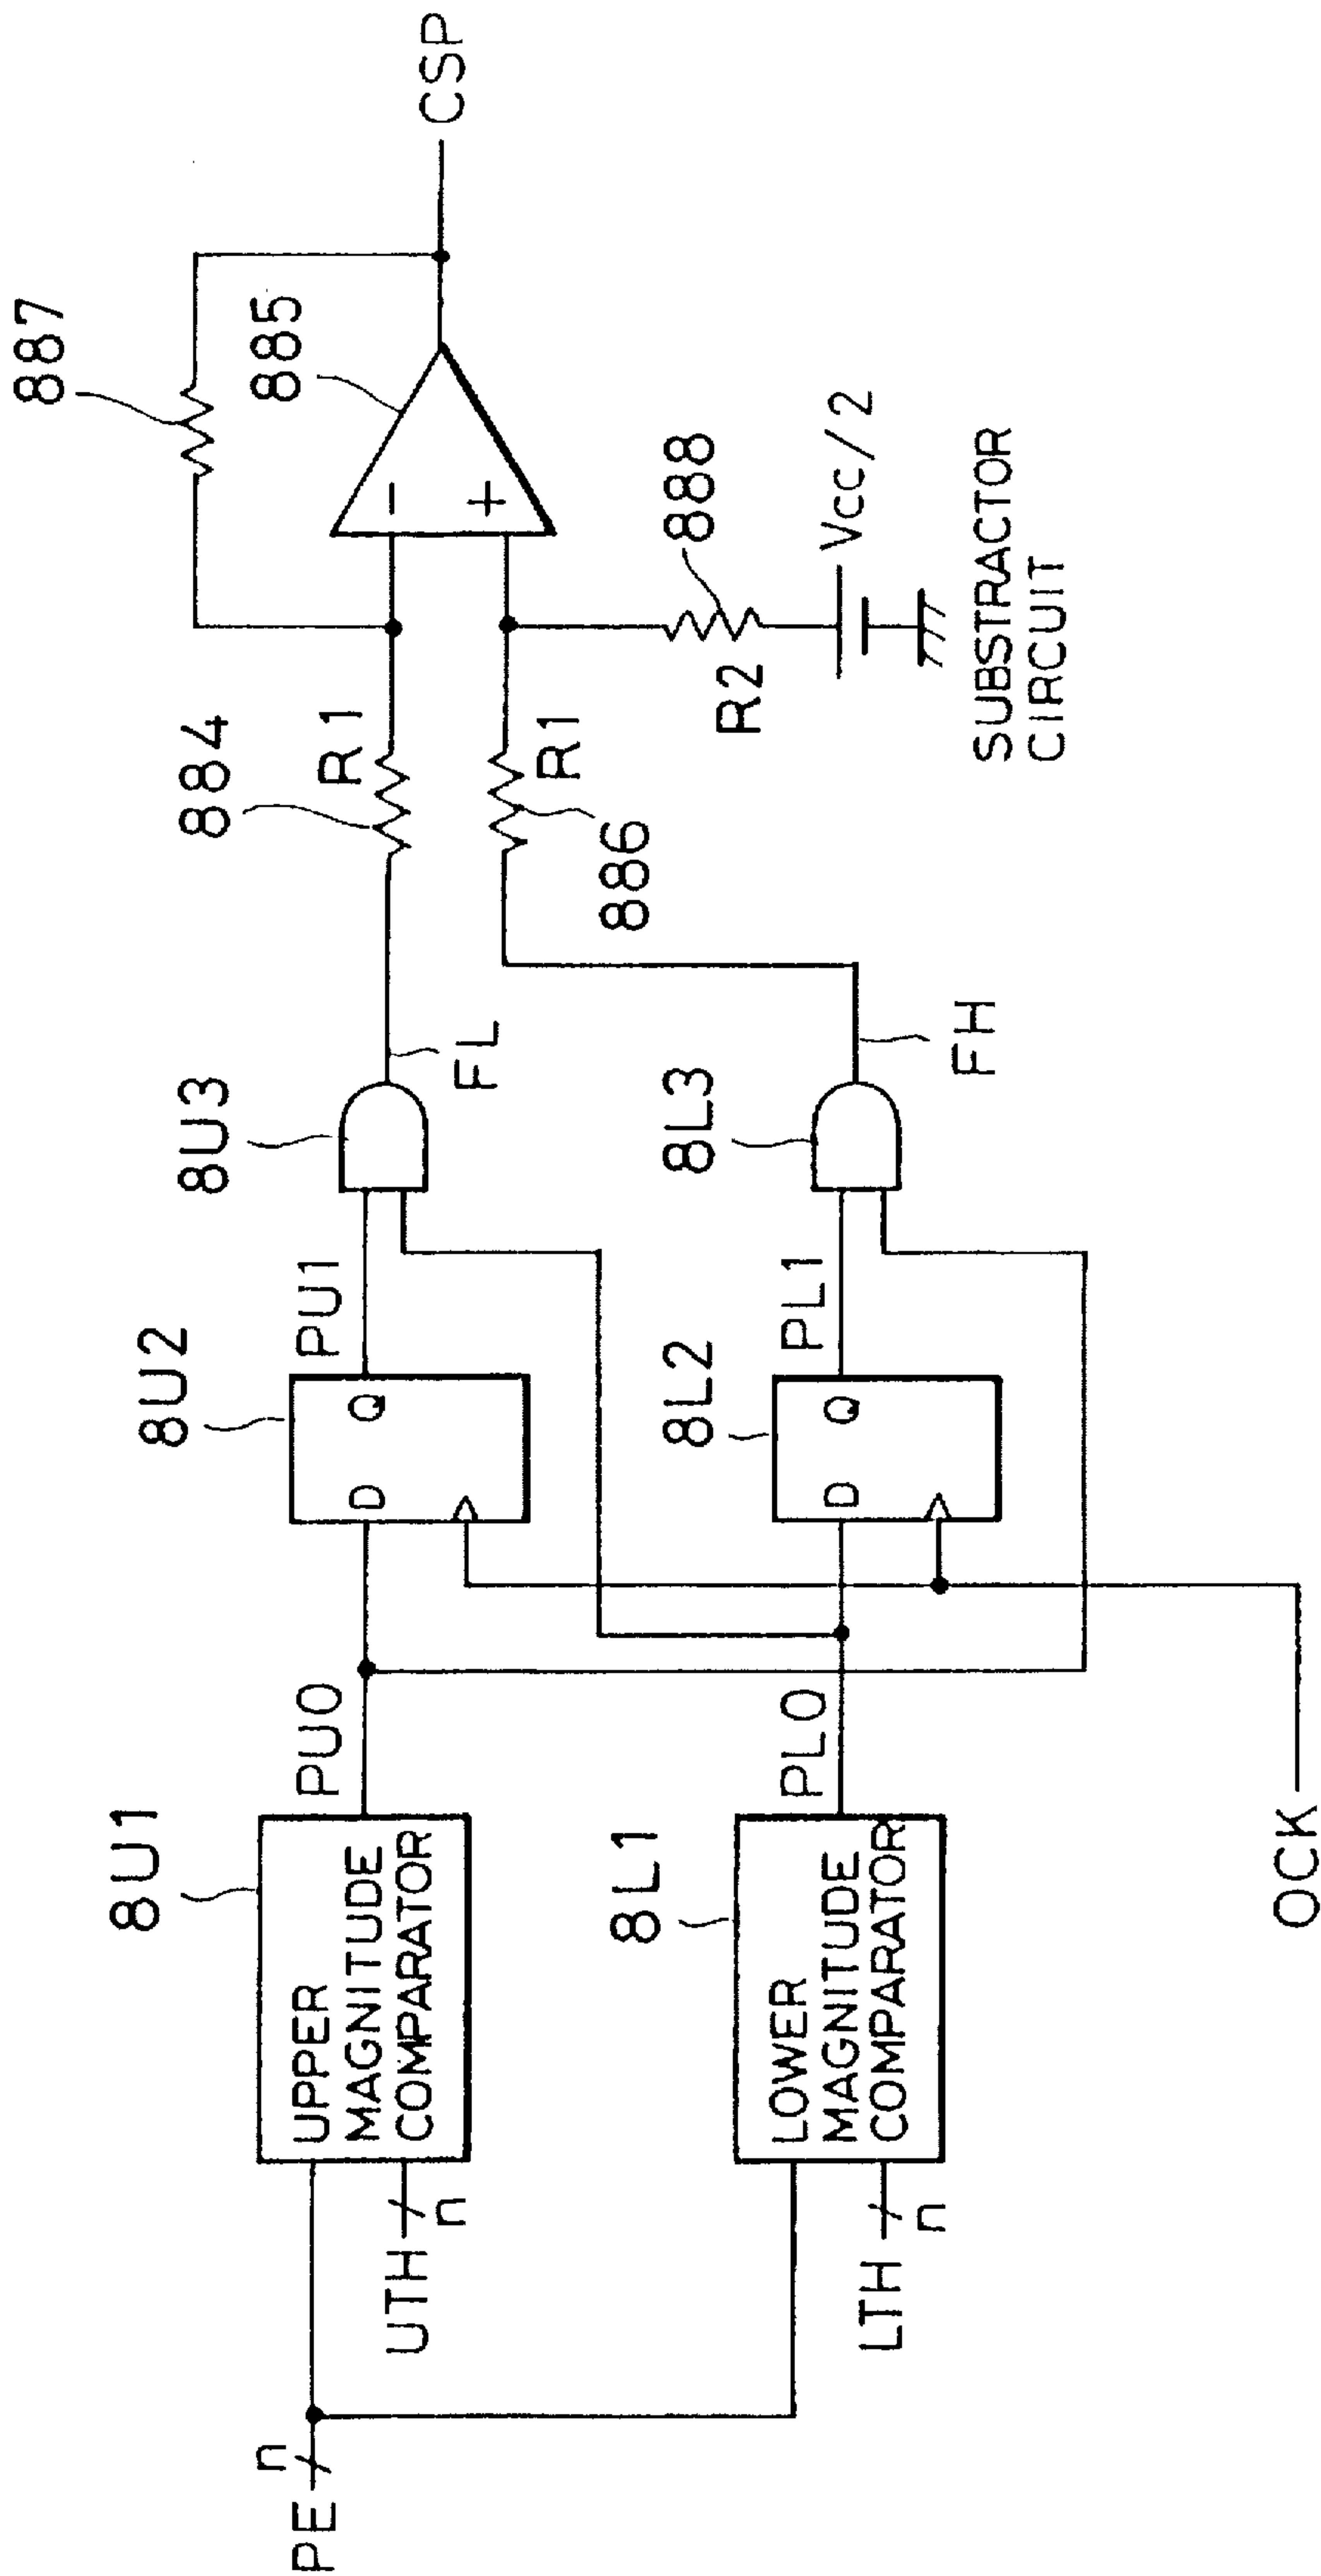 PE
n
UTH
n
LTH
n
8U1
UPPER
MAGNITUDE
COMPARATOR
8L1
LOWER
MAGNITUDE
COMPARATOR
PU0
PL0
OCK
8U2
D
Q
8L2
D
Q
PU1
PL1
8U3
8L3
FL
FH
884
R1
R1
886
887
885
-
+
888
R2
Vcc/2
SUBSTRACTOR
CIRCUIT
CSP